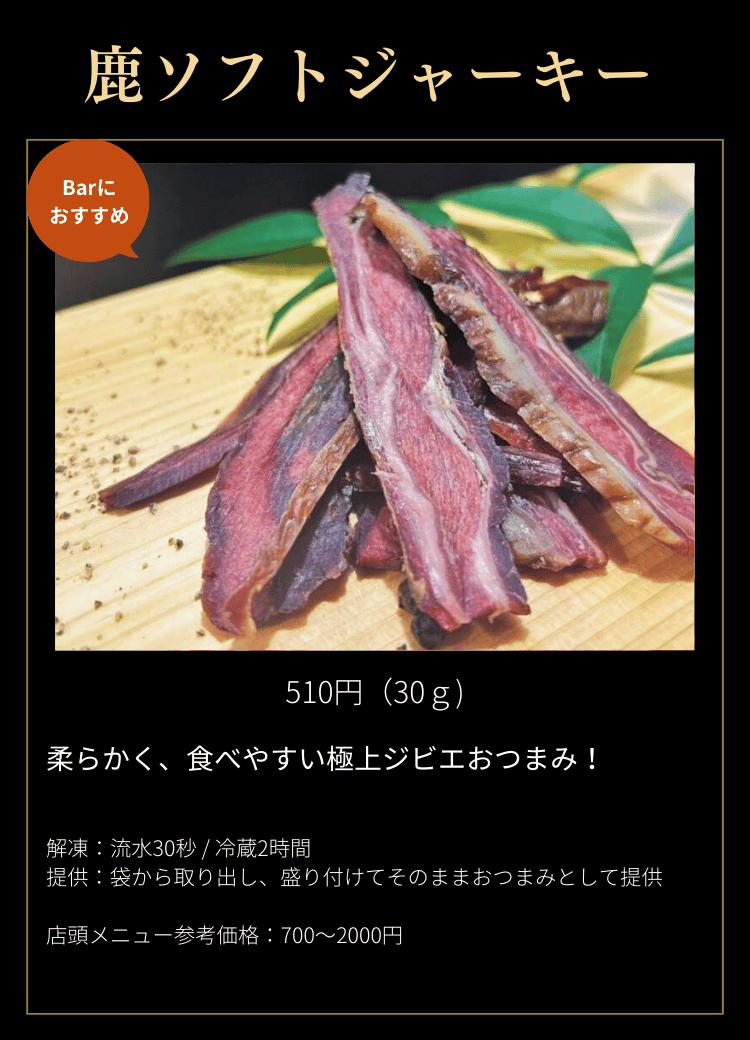 鹿ソフトジャーキー
Barに
おすすめ
510円（30ｇ)
柔らかく、食べやすい極上ジビエおつまみ！
解凍：流水30秒 / 冷蔵2時間
提供：袋から取り出し、盛り付けてそのままおつまみとして提供
店頭メニュー参考価格：700〜2000円